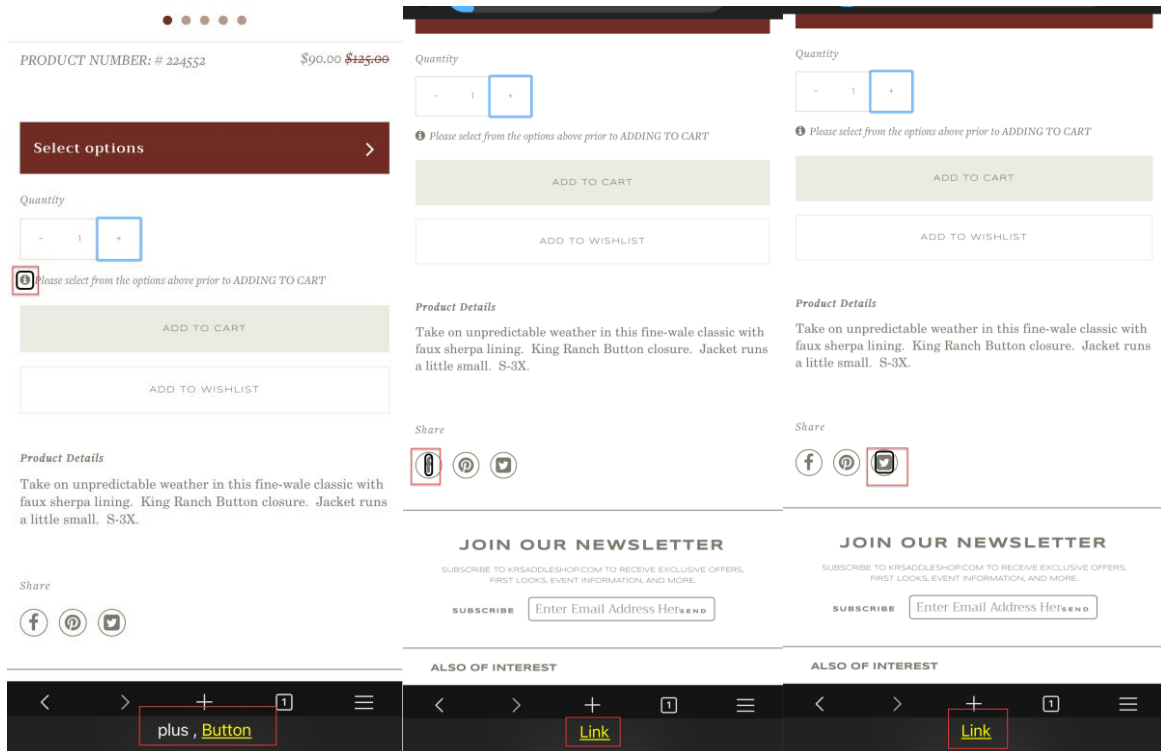 PRODUCT NUMBER: # 224552 $90.00 $125.00
Select options
Quantity
- 1 +
Please select from the options above prior to ADDING TO CART
ADD TO CART
ADD TO WISHLIST
Product Details
Take on unpredictable weather in this fine-wale classic with
faux sherpa lining. King Ranch Button closure. Jacket runs
a little small. S-3X.
Share
1
plus , Button
Quantity
- 1 +
Please select from the options above prior to ADDING TO CART
ADD TO CART
ADD TO WISHLIST
Product Details
Take on unpredictable weather in this fine-wale classic with
faux sherpa lining. King Ranch Button closure. Jacket runs
a little small. S-3X.
Share
JOIN OUR NEWSLETTER
SUBSCRIBE TO KRSADDLESHOP.COM TO RECEIVE EXCLUSIVE OFFERS,
FIRST LOOKS, EVENT INFORMATION, AND MORE.
SUBSCRIBE Enter Email Address Her SEND
ALSO OF INTEREST
1
Link
Quantity
- 1 +
Please select from the options above prior to ADDING TO CART
ADD TO CART
ADD TO WISHLIST
Product Details
Take on unpredictable weather in this fine-wale classic with
faux sherpa lining. King Ranch Button closure. Jacket runs
a little small. S-3X.
Share
JOIN OUR NEWSLETTER
SUBSCRIBE TO KRSADDLESHOP.COM TO RECEIVE EXCLUSIVE OFFERS,
FIRST LOOKS, EVENT INFORMATION, AND MORE.
SUBSCRIBE Enter Email Address Her SEND
ALSO OF INTEREST
1
Link